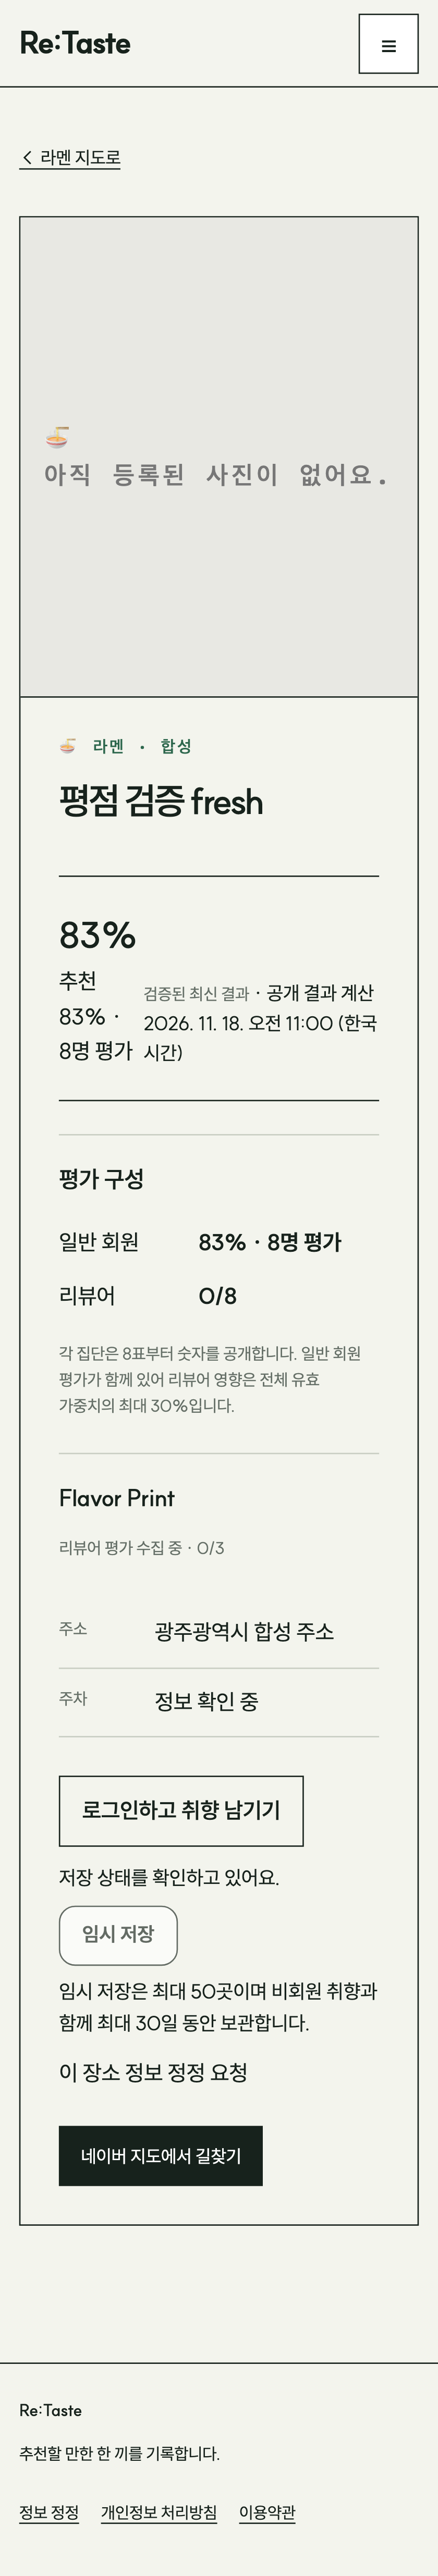 Re:Taste
라멘 지도로
아직 등록된 사진이 없어요.
라멘 · 합성
평점 검증 fresh
83%
추천
83% ·
8명 평가
검증된 최신 결과 · 공개 결과 계산
2026. 11. 18. 오전 11:00 (한국
시간)
평가 구성
일반 회원 83% · 8명 평가
리뷰어 0/8
각 집단은 8표부터 숫자를 공개합니다. 일반 회원
평가가 함께 있어 리뷰어 영향은 전체 유효
가중치의 최대 30%입니다.
Flavor Print
리뷰어 평가 수집 중 · 0/3
주소 광주광역시 합성 주소
주차 정보 확인 중
로그인하고 취향 남기기
저장 상태를 확인하고 있어요.
임시 저장
임시 저장은 최대 50곳이며 비회원 취향과
함께 최대 30일 동안 보관합니다.
이 장소 정보 정정 요청
네이버 지도에서 길찾기
Re:Taste
추천할 만한 한 끼를 기록합니다.
정보 정정 개인정보 처리방침 이용약관